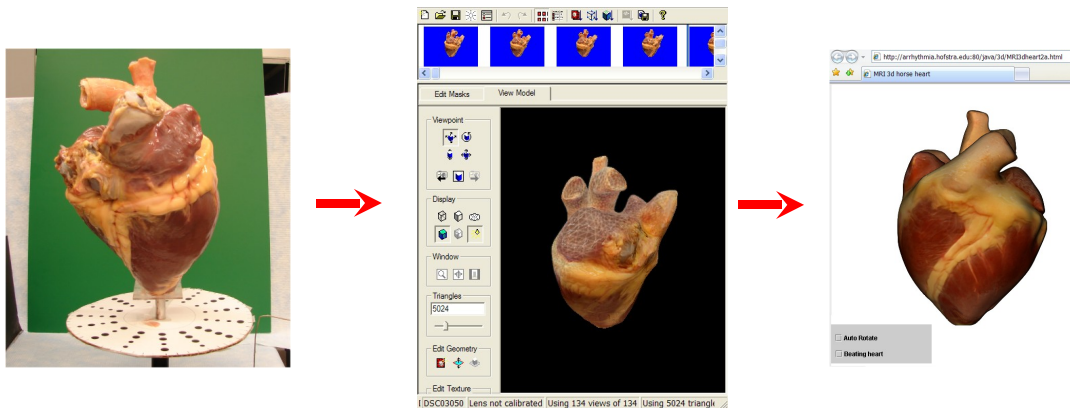 Edit Masks
View Model
Viewpoint
Display
Window
Triangles
5024
Edit Geometry
Edit Texture
DSC03050 Lens not calibrated Using 134 views of 134 Using 5024 triangl
http://arrhythmia.hofstra.edu:80/java/3d/MRI3dheart2a.html
MRI 3d horse heart
Auto Rotate
Beating heart